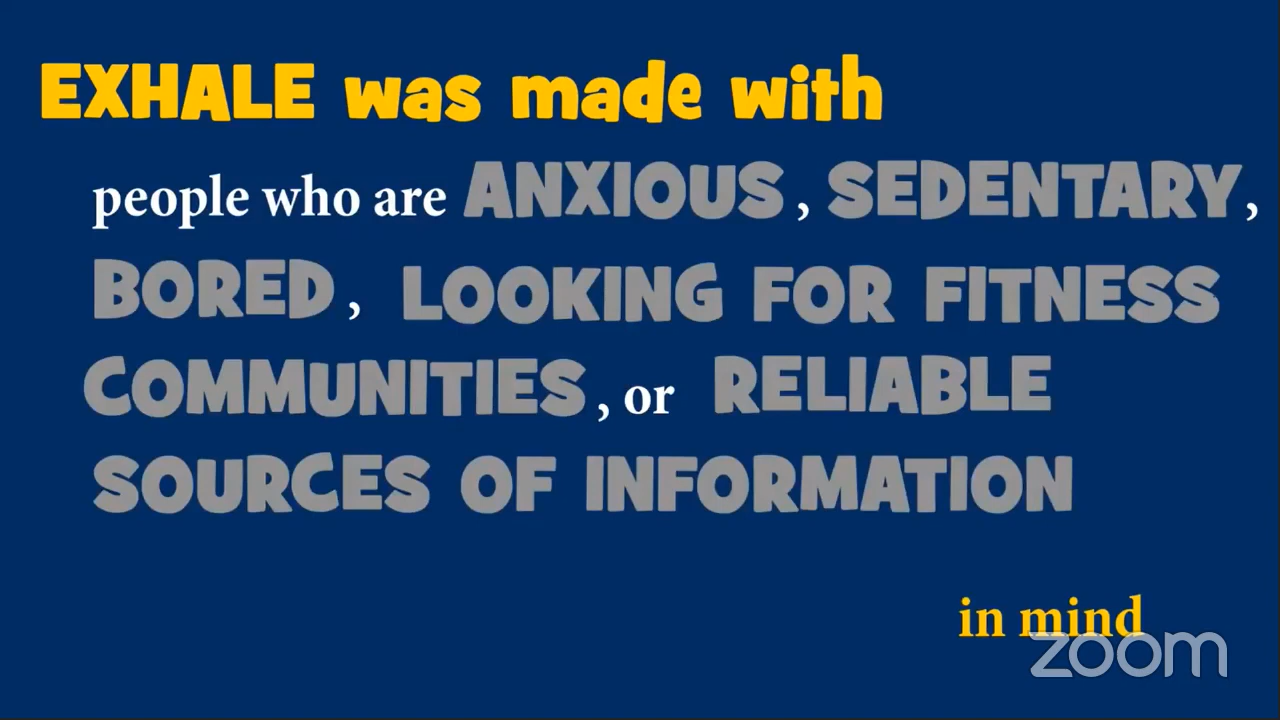 EXHALE was made with
people who are ANXIOUS, SEDENTARY,
BORED, LOOKING FOR FITNESS
COMMUNITIES, or RELIABLE
SOURCES OF INFORMATION
in mind
zoom